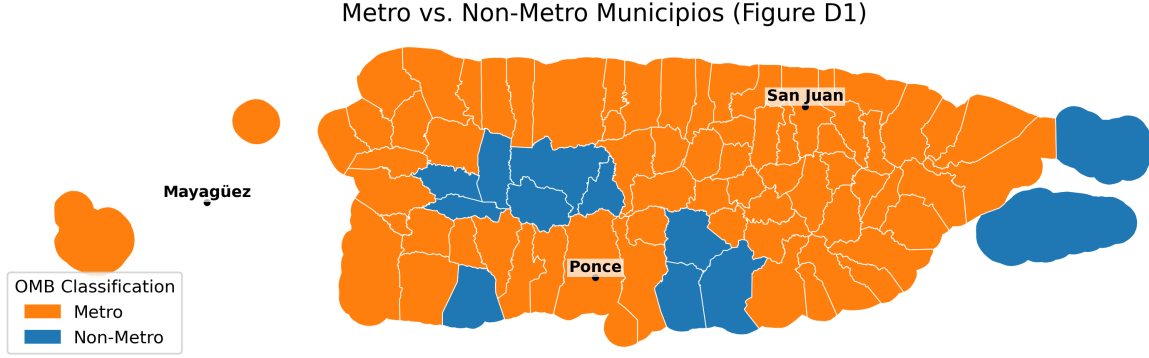 Metro vs. Non-Metro Municipios (Figure D1)
San Juan
Mayagüez
Ponce
OMB Classification
Metro
Non-Metro